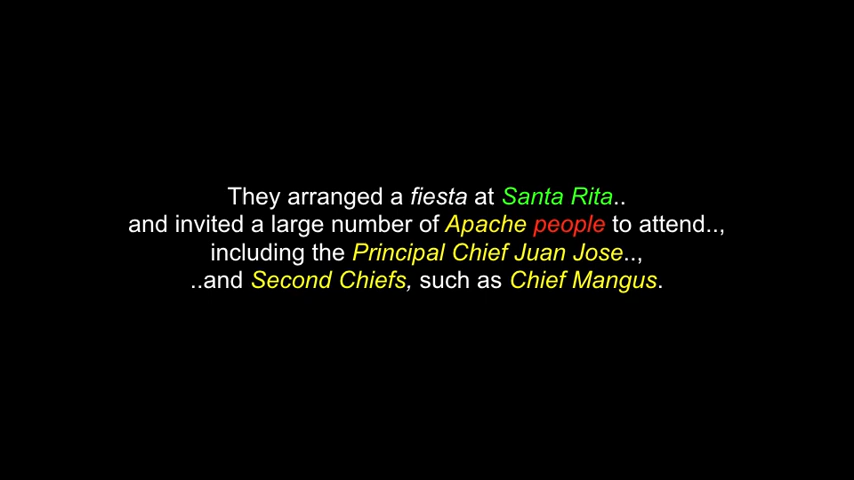 They arranged a fiesta at Santa Rita..
and invited a large number of Apache people to attend..,
including the Principal Chief Juan Jose..,
..and Second Chiefs, such as Chief Mangus.